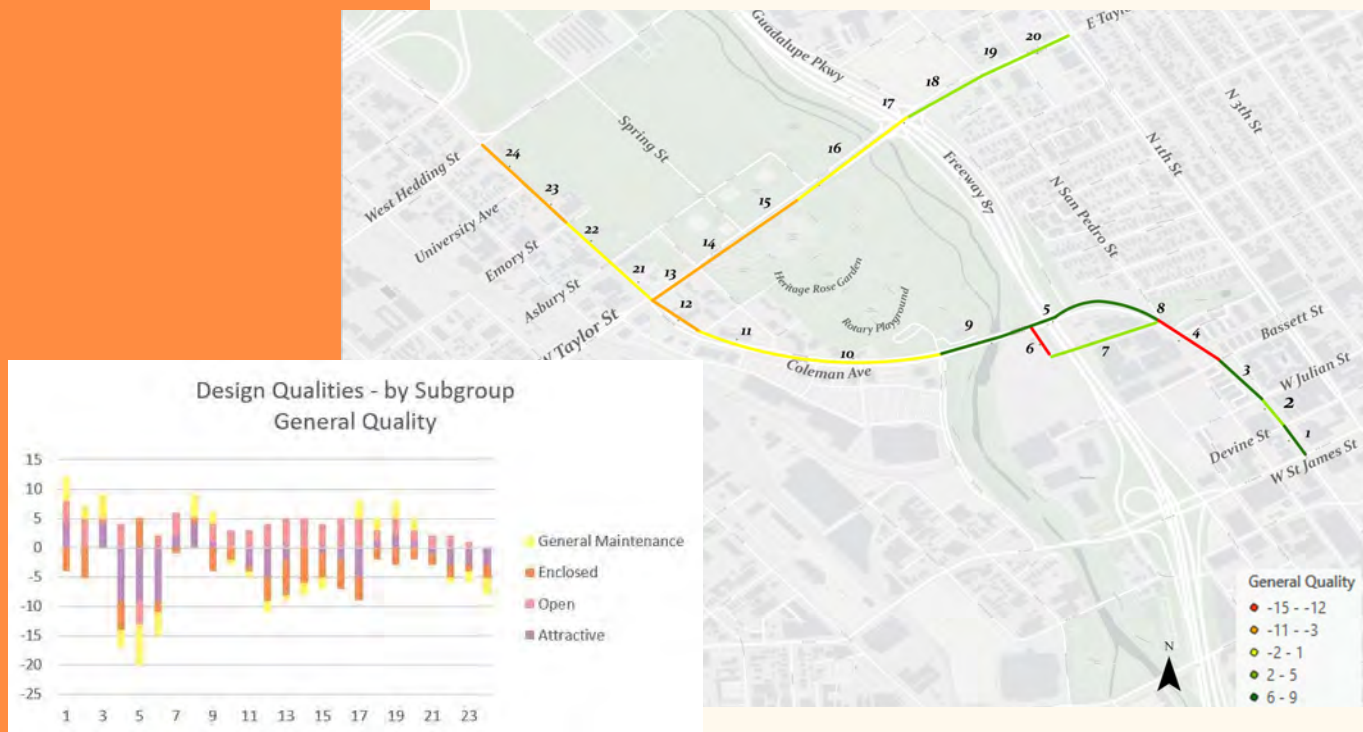 Guadalupe Pkwy
E Taylo
20
19
18
17
N 3th St
Spring St
16
West Hedding St
24
Freeway 87
N 1th St
23
15
N San Pedro St
University Ave
22
14
Emory St
21
13
Heritage Rose Garden
Asbury St
12
Rotary Playground
W Taylor St
11
9
5
8
Bassett St
10
6
7
4
Coleman Ave
3
W Julian St
2
Devine St
1
W St James St
Design Qualities - by Subgroup
General Quality
15
10
5
0
-5
-10
-15
-20
-25
1 3 5 7 9 11 13 15 17 19 21 23
General Maintenance
Enclosed
Open
Attractive
N
General Quality
-15 - -12
-11 - -3
-2 - 1
2 - 5
6 - 9